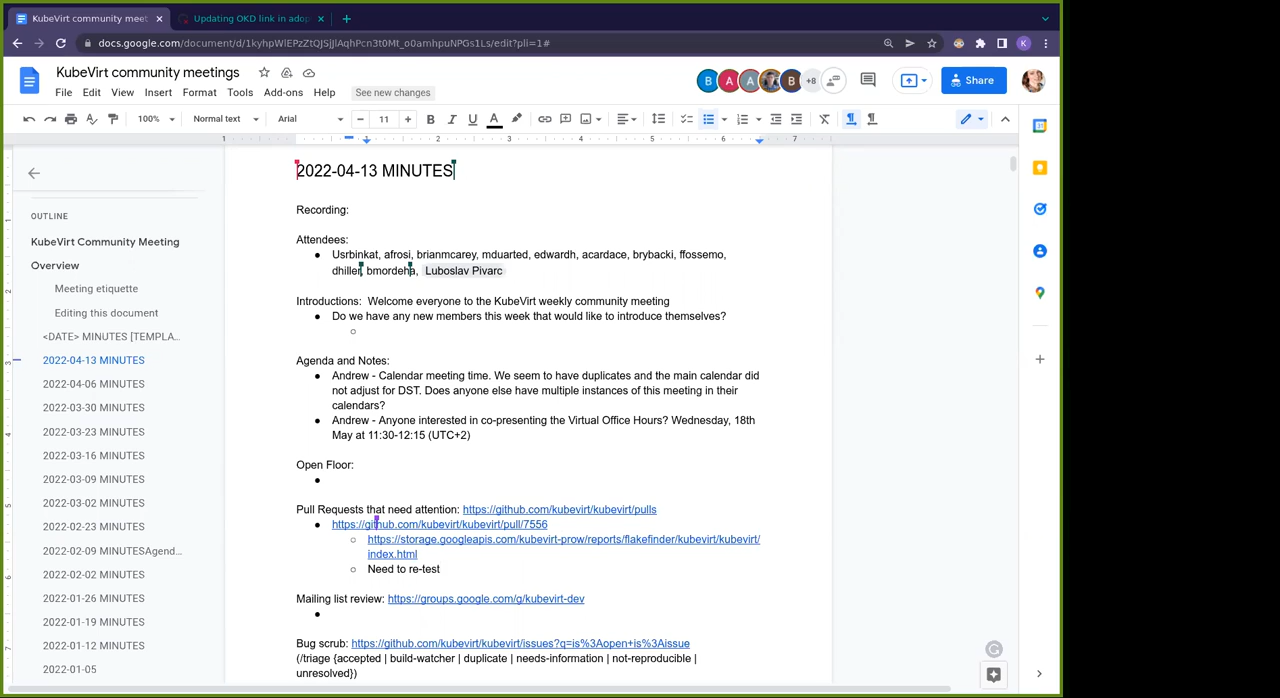 KubeVirt community meet
Updating OKD link in adop
docs.google.com/document/d/1kyhpWlEPzZtQJSjJlAqhPcn3t0Mt_o0amhpuNPGs1Ls/edit?pli=1#
K
KubeVirt community meetings
File Edit View Insert Format Tools Add-ons Help See new changes
B A A B +8 Share
100% Normal text Arial 11 B I U A
1 1 2 3 4 5 6 7
2022-04-13 MINUTES
Recording:
Attendees:
Usrbinkat, afrosi, brianmcarey, mduarted, edwardh, acardace, brybacki, ffossemo,
dhiller, bmordeha, Luboslav Pivarc
Introductions: Welcome everyone to the KubeVirt weekly community meeting
Do we have any new members this week that would like to introduce themselves?
Agenda and Notes:
Andrew - Calendar meeting time. We seem to have duplicates and the main calendar did
not adjust for DST. Does anyone else have multiple instances of this meeting in their
calendars?
Andrew - Anyone interested in co-presenting the Virtual Office Hours? Wednesday, 18th
May at 11:30-12:15 (UTC+2)
Open Floor:
Pull Requests that need attention: https://github.com/kubevirt/kubevirt/pulls
https://github.com/kubevirt/kubevirt/pull/7556
https://storage.googleapis.com/kubevirt-prow/reports/flakefinder/kubevirt/kubevirt/
index.html
Need to re-test
Mailing list review: https://groups.google.com/g/kubevirt-dev
Bug scrub: https://github.com/kubevirt/kubevirt/issues?q=is%3Aopen+is%3Aissue
(/triage {accepted | build-watcher | duplicate | needs-information | not-reproducible |
unresolved})
OUTLINE
KubeVirt Community Meeting
Overview
Meeting etiquette
Editing this document
<DATE> MINUTES [TEMPLA...
2022-04-13 MINUTES
2022-04-06 MINUTES
2022-03-30 MINUTES
2022-03-23 MINUTES
2022-03-16 MINUTES
2022-03-09 MINUTES
2022-03-02 MINUTES
2022-02-23 MINUTES
2022-02-09 MINUTESAgend...
2022-02-02 MINUTES
2022-01-26 MINUTES
2022-01-19 MINUTES
2022-01-12 MINUTES
2022-01-05